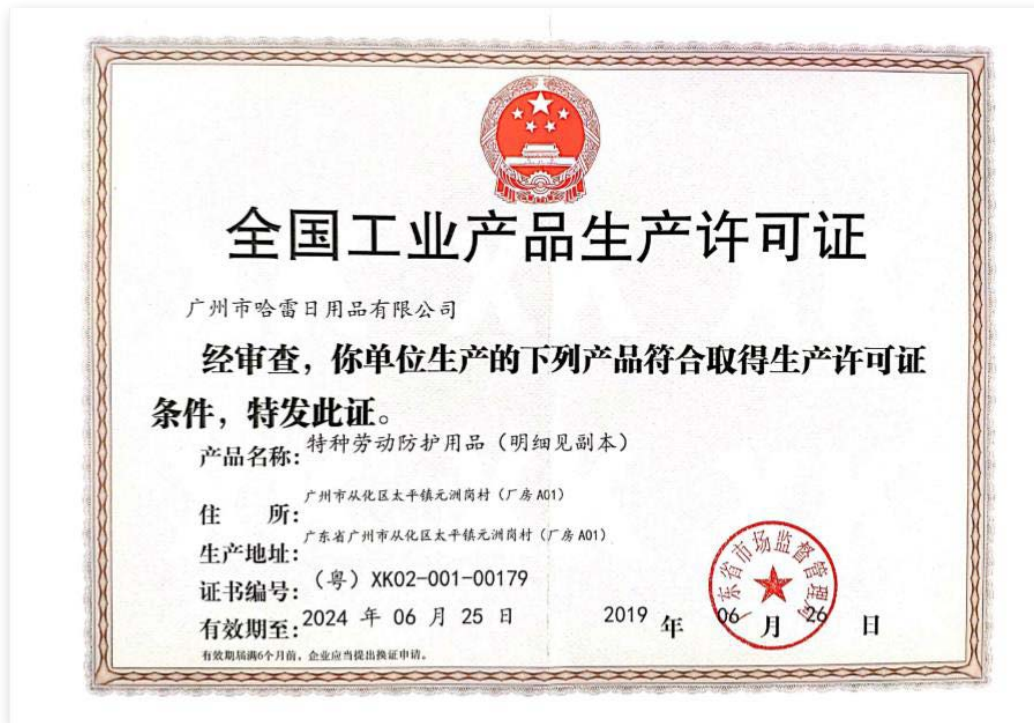 全国工业产品生产许可证
广州市哈雷日用品有限公司
经审查，你单位生产的下列产品符合取得生产许可证
条件，特发此证。
产品名称：特种劳动防护用品（明细见副本）
住 所：广州市从化区太平镇元洲岗村（厂房A01）
生产地址：广东省广州市从化区太平镇元洲岗村（厂房A01）
证书编号：（粤）XK02-001-00179
有效期至：2024 年 06 月 25 日
2019 年 06 月 26 日
广东省市场监督管理局
有效期届满6个月前，企业应当提出换证申请。